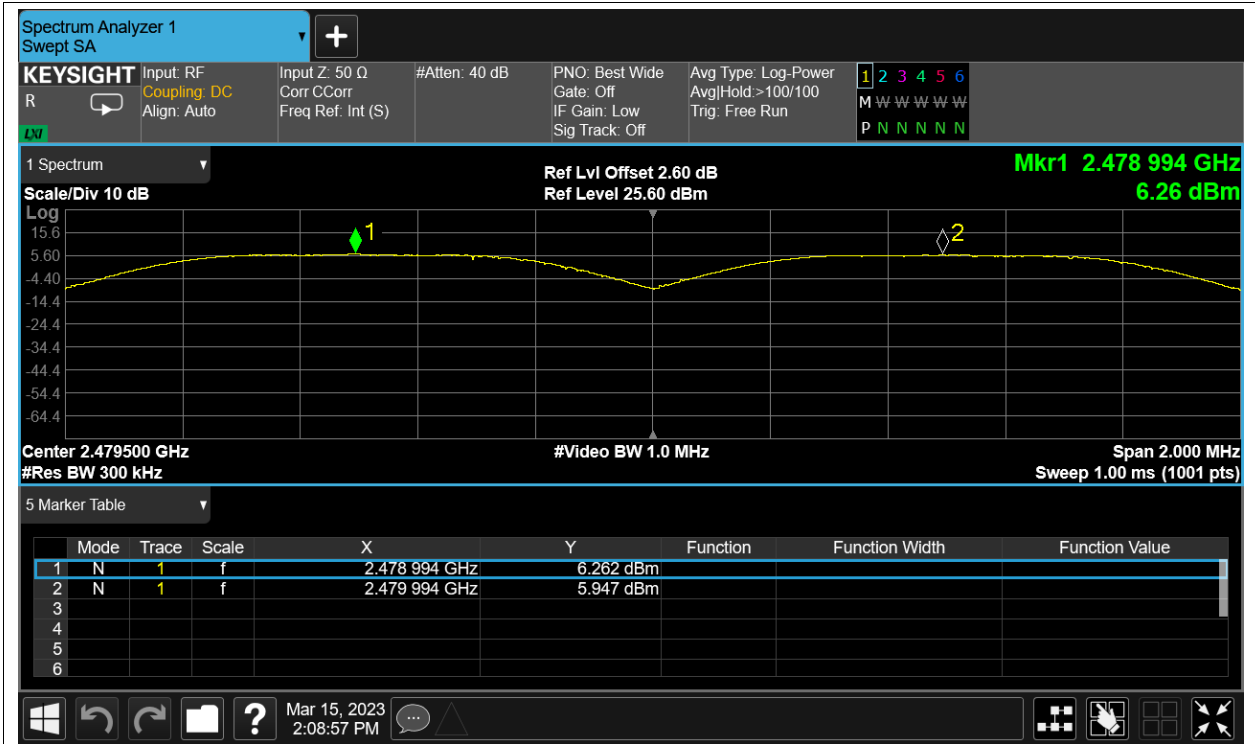 Spectrum Analyzer 1
Swept SA
KEYSIGHT
R
LXI
Input: RF
Coupling: DC
Align: Auto
Input Z: 50 Ω
Corr CCorr
Freq Ref: Int (S)
#Atten: 40 dB
PNO: Best Wide
Gate: Off
IF Gain: Low
Sig Track: Off
Avg Type: Log-Power
Avg|Hold:>100/100
Trig: Free Run
1 2 3 4 5 6
M W W W W W
P N N N N N
1 Spectrum
Scale/Div 10 dB
Ref Lvl Offset 2.60 dB
Ref Level 25.60 dBm
Mkr1 2.478 994 GHz
6.26 dBm
Log
15.6
5.60
-4.40
-14.4
-24.4
-34.4
-44.4
-54.4
-64.4
1
2
Center 2.479500 GHz
#Video BW 1.0 MHz
Span 2.000 MHz
#Res BW 300 kHz
Sweep 1.00 ms (1001 pts)
5 Marker Table
Mode Trace Scale X Y Function Function Width Function Value
1 N 1 f 2.478 994 GHz 6.262 dBm
2 N 1 f 2.479 994 GHz 5.947 dBm
3
4
5
6
?
Mar 15, 2023
2:08:57 PM